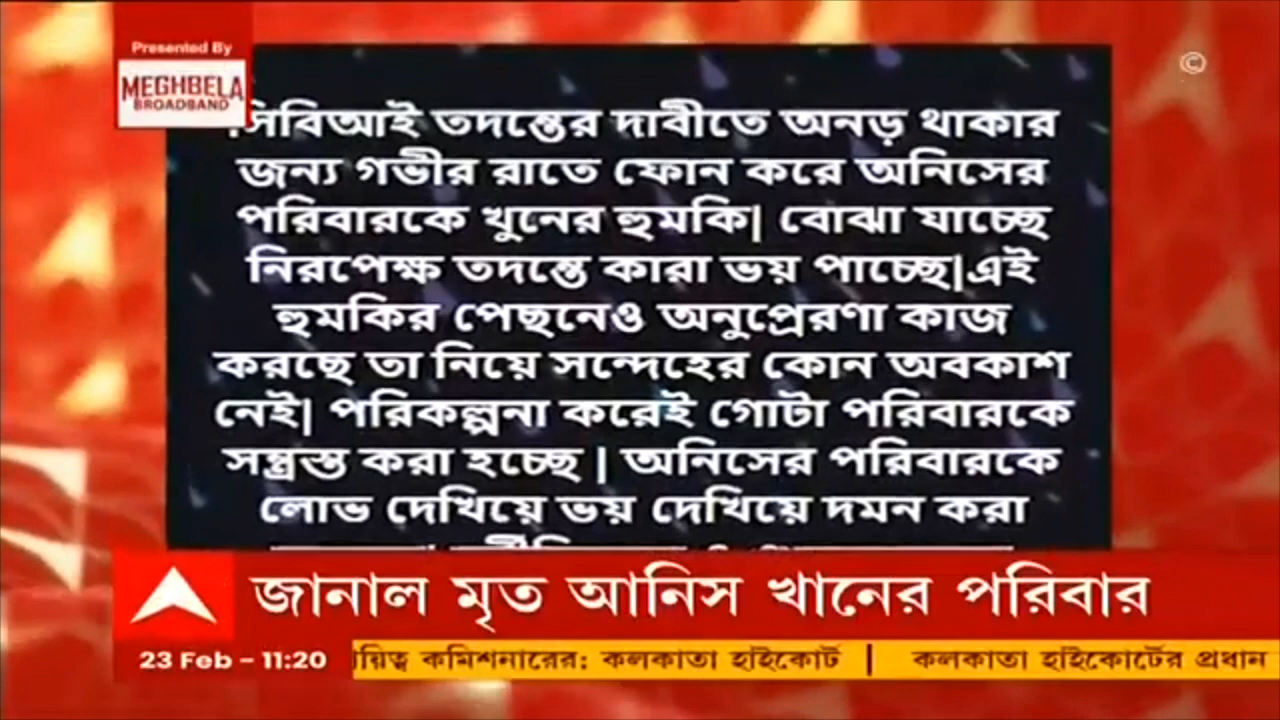 Presented By
MEGHBELA
BROADBAND
©
সিবিআই তদন্তের দাবীতে অনড় থাকার
জন্য গভীর রাতে ফোন করে অনিসের
পরিবারকে খুনের হুমকি| বোঝা যাচ্ছে
নিরপেক্ষ তদন্তে কারা ভয় পাচ্ছে|এই
হুমকির পেছনেও অনুপ্রেরণা কাজ
করছে তা নিয়ে সন্দেহের কোন অবকাশ
নেই| পরিকল্পনা করেই গোটা পরিবারকে
সন্ত্রস্ত করা হচ্ছে | অনিসের পরিবারকে
লোভ দেখিয়ে ভয় দেখিয়ে দমন করা
জানাল মৃত আনিস খানের পরিবার
23 Feb - 11:20
কমিশনারের: কলকাতা হাইকোর্ট | কলকাতা হাইকোর্টের প্রধান